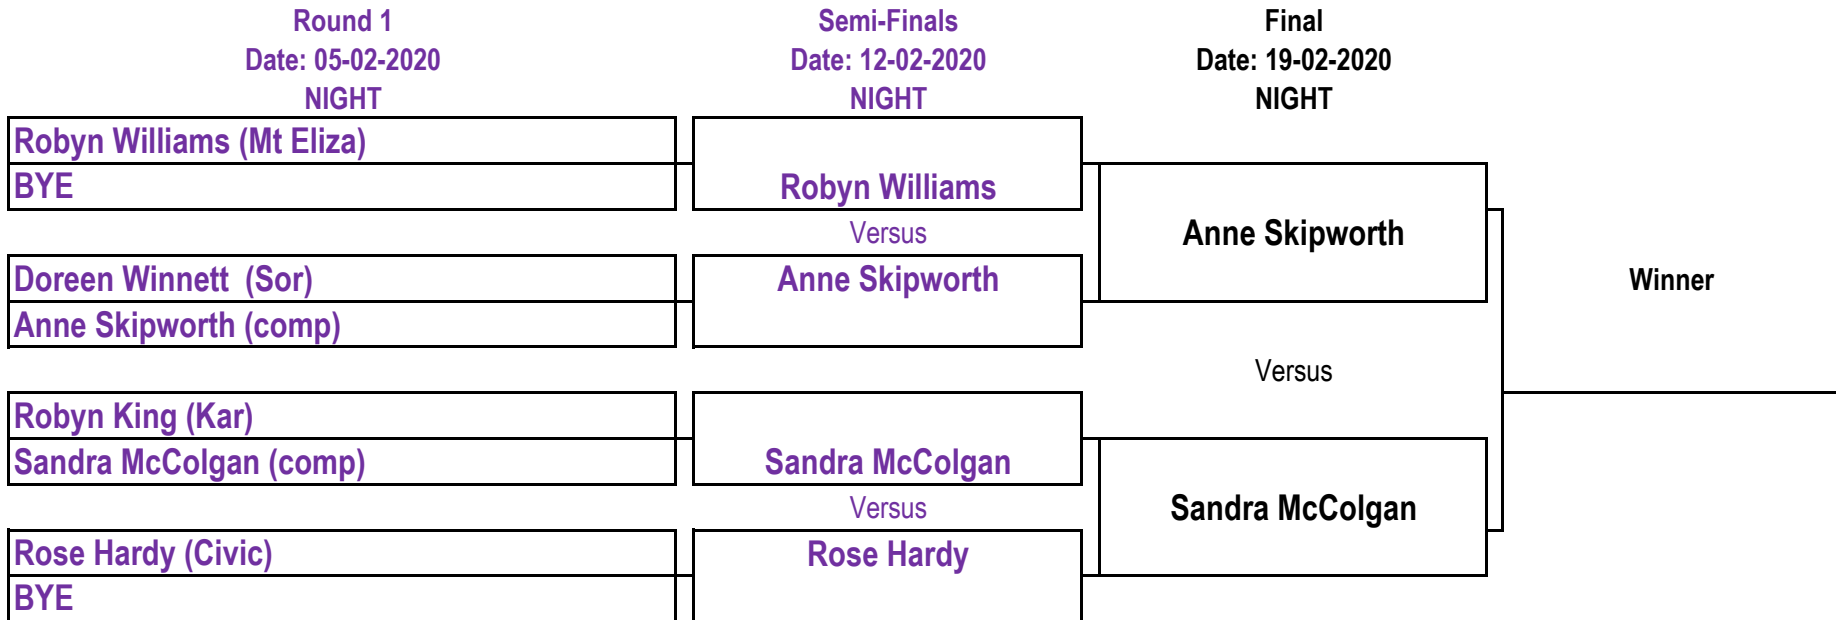 Round 1
Date: 05-02-2020
NIGHT
Semi-Finals
Date: 12-02-2020
NIGHT
Final
Date: 19-02-2020
NIGHT
Robyn Williams (Mt Eliza)
BYE
Doreen Winnett  (Sor)
Anne Skipworth (comp)
Robyn King (Kar)
Sandra McColgan (comp)
Rose Hardy (Civic)
BYE
Robyn Williams
Versus
Anne Skipworth
Sandra McColgan
Versus
Rose Hardy
Anne Skipworth
Versus
Sandra McColgan
Winner